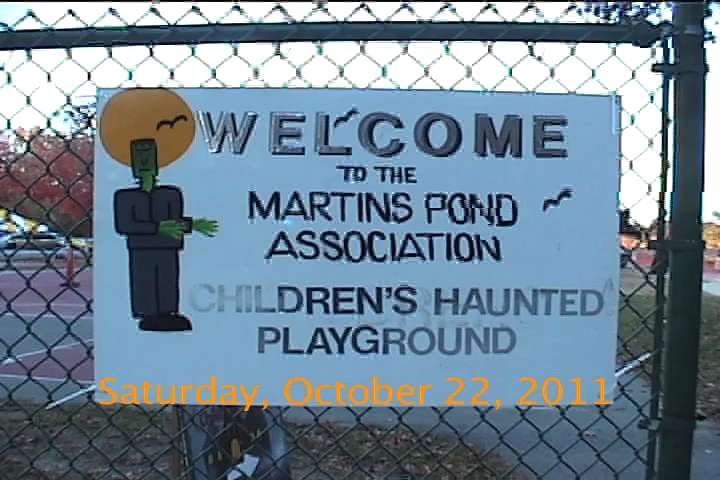 WELCOME
TO THE
MARTINS POND
ASSOCIATION
CHILDREN'S HAUNTED
PLAYGROUND
Saturday, October 22, 2011